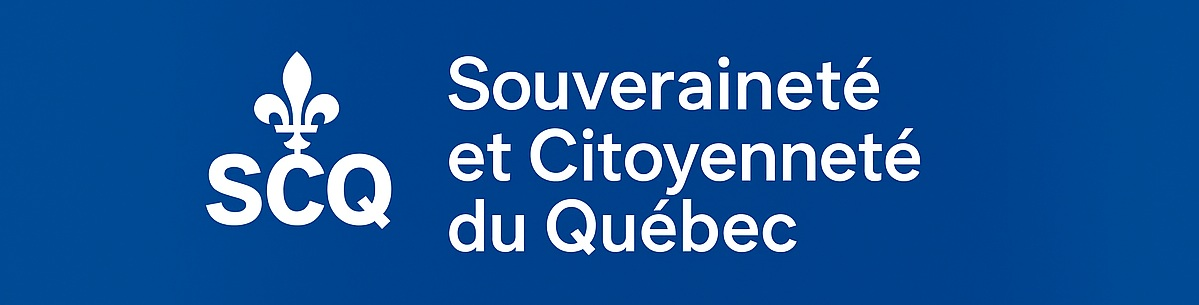 SCQ
Souveraineté
et Citoyenneté
du Québec